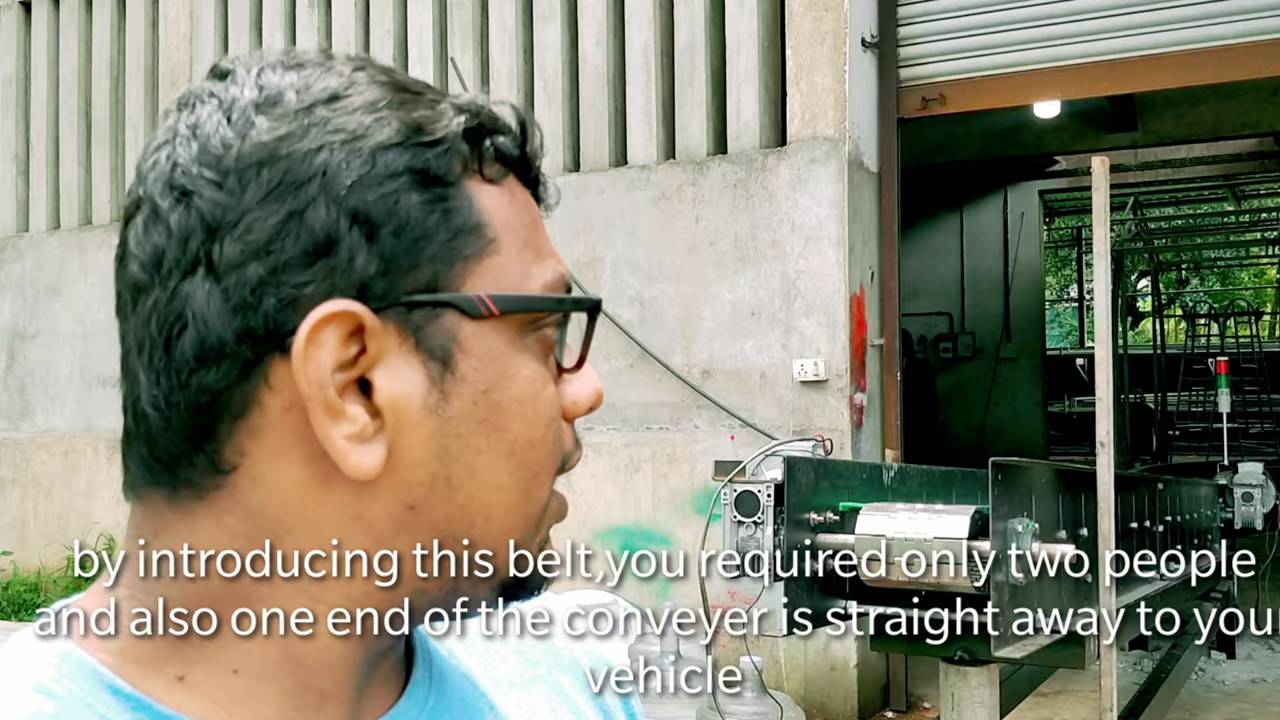 by introducing this belt,you required only two people
and also one end of the conveyer is straight away to you
vehicle